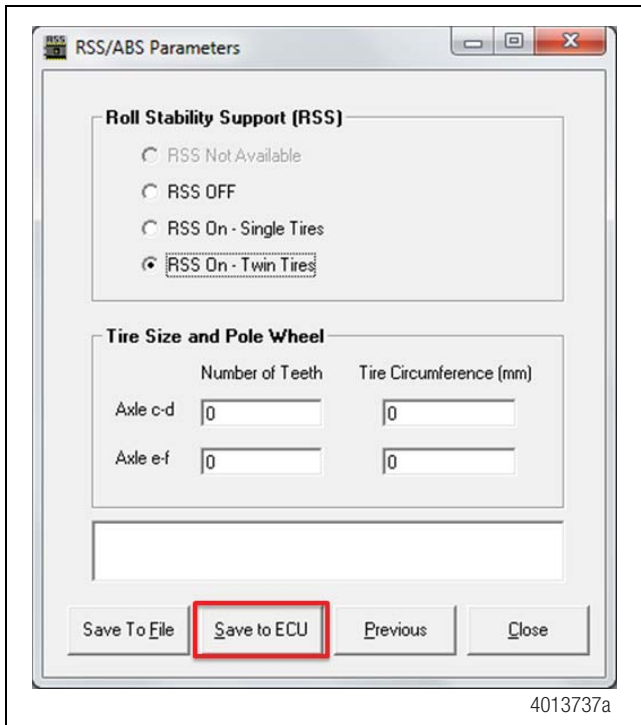 RSS
RSS/ABS Parameters
Roll Stability Support (RSS)
RSS Not Available
RSS OFF
RSS On - Single Tires
RSS On - Twin Tires
Tire Size and Pole Wheel
Number of Teeth Tire Circumference (mm)
Axle c-d 0 0
Axle e-f 0 0
Save To File Save to ECU Previous Close
4013737a